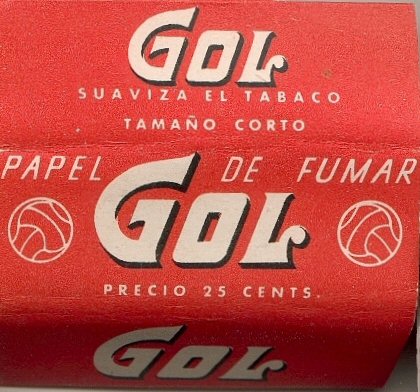 GOL
SUAVIZA EL TABACO
TAMAÑO CORTO
PAPEL DE FUMAR
GOL
PRECIO 25 CENTS.
GOL